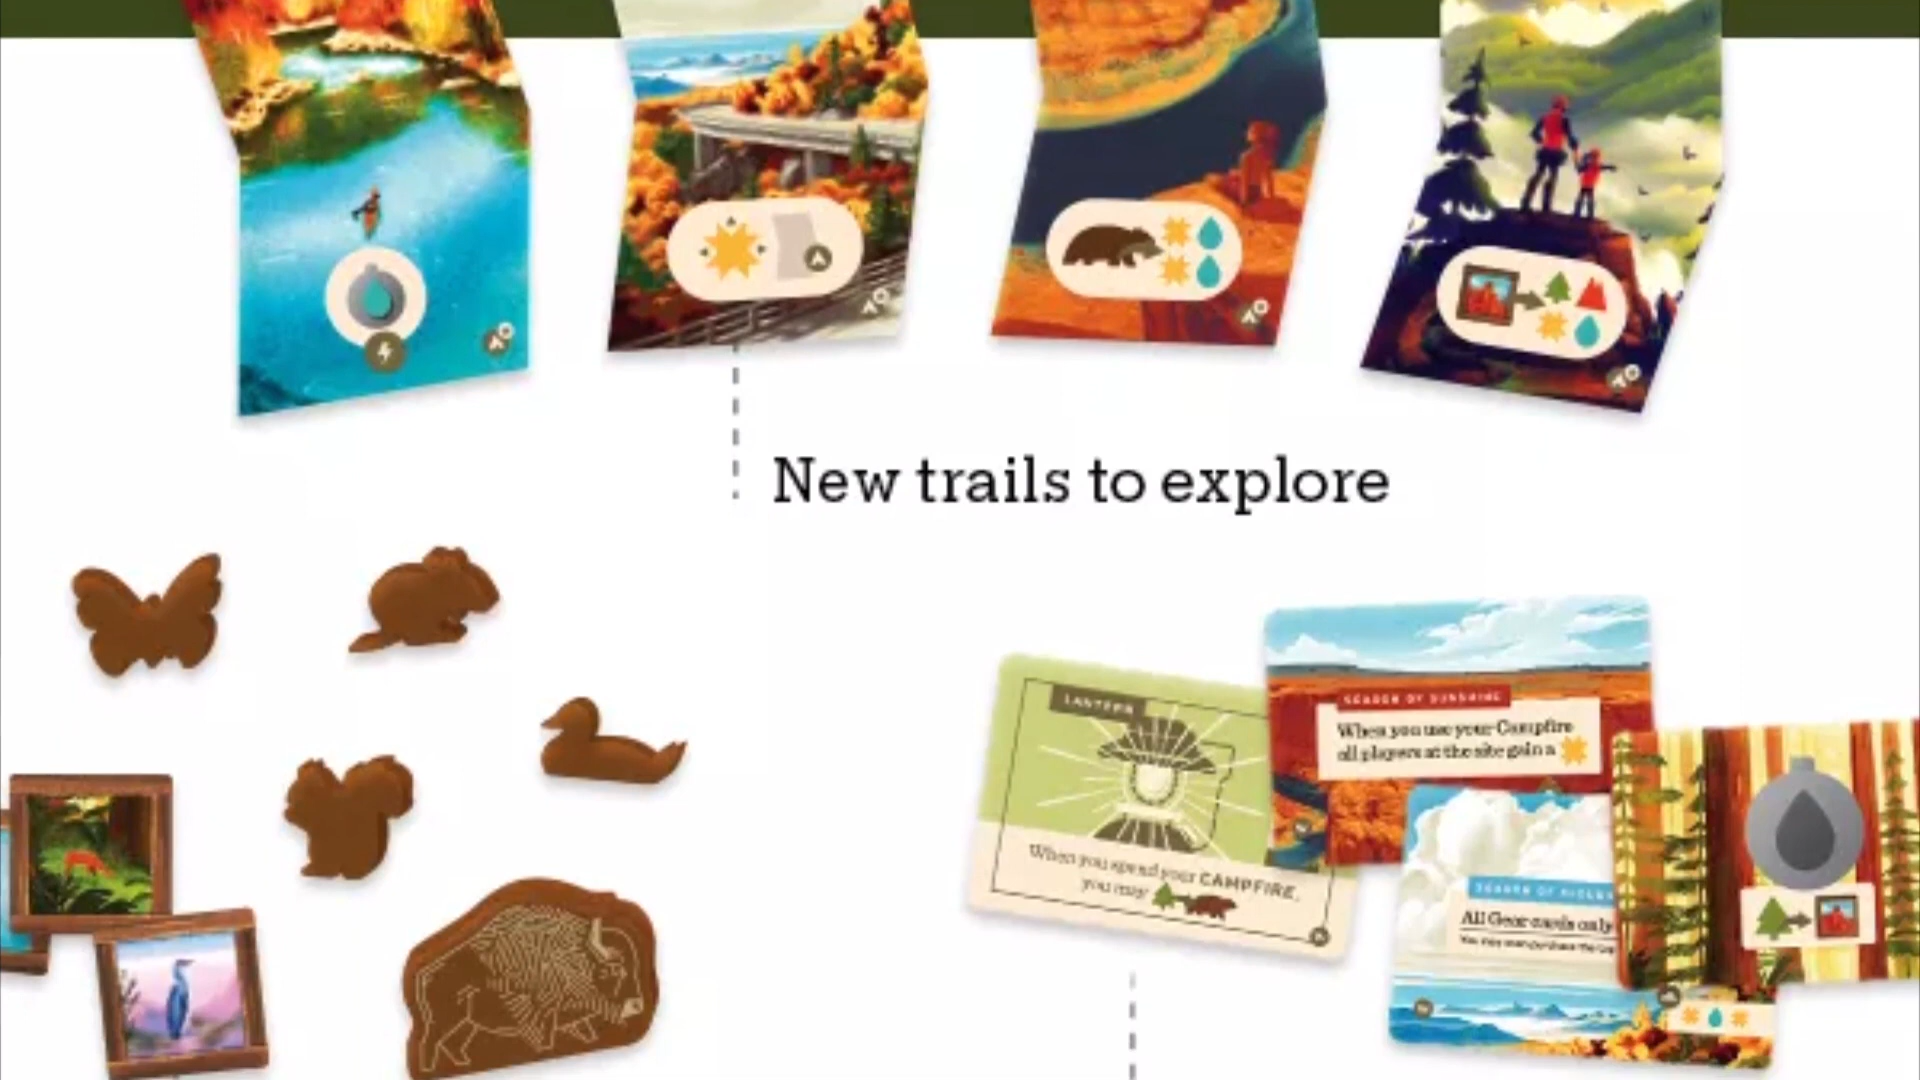 New trails to explore
LANTERN
When you spend your CAMPFIRE,
you may
SEASON OF SUNSHINE
When you use your Campfire
all players at the site gain a
All Gear cards only